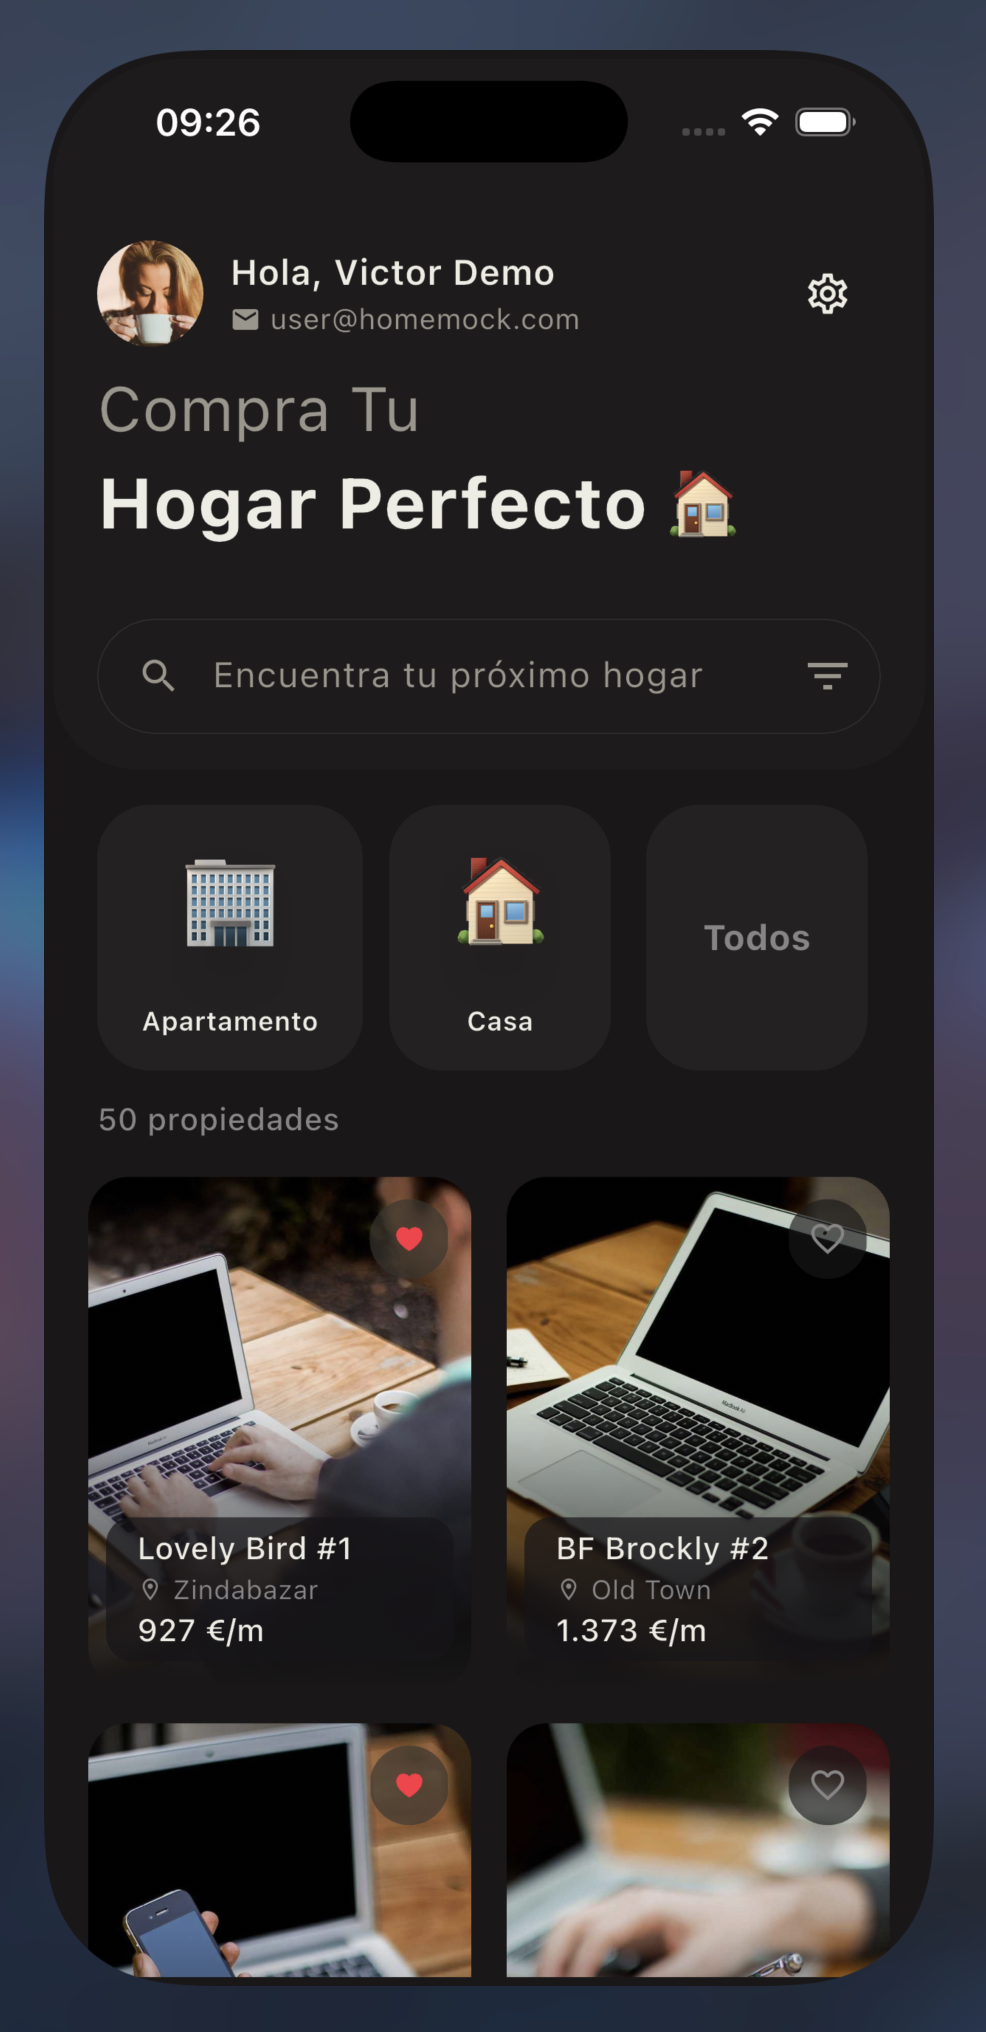 09:26
Hola, Victor Demo
user@homemock.com
Compra Tu
Hogar Perfecto
Encuentra tu próximo hogar
Apartamento
Casa
Todos
50 propiedades
Lovely Bird #1
Zindabazar
927 €/m
BF Brockly #2
Old Town
1.373 €/m